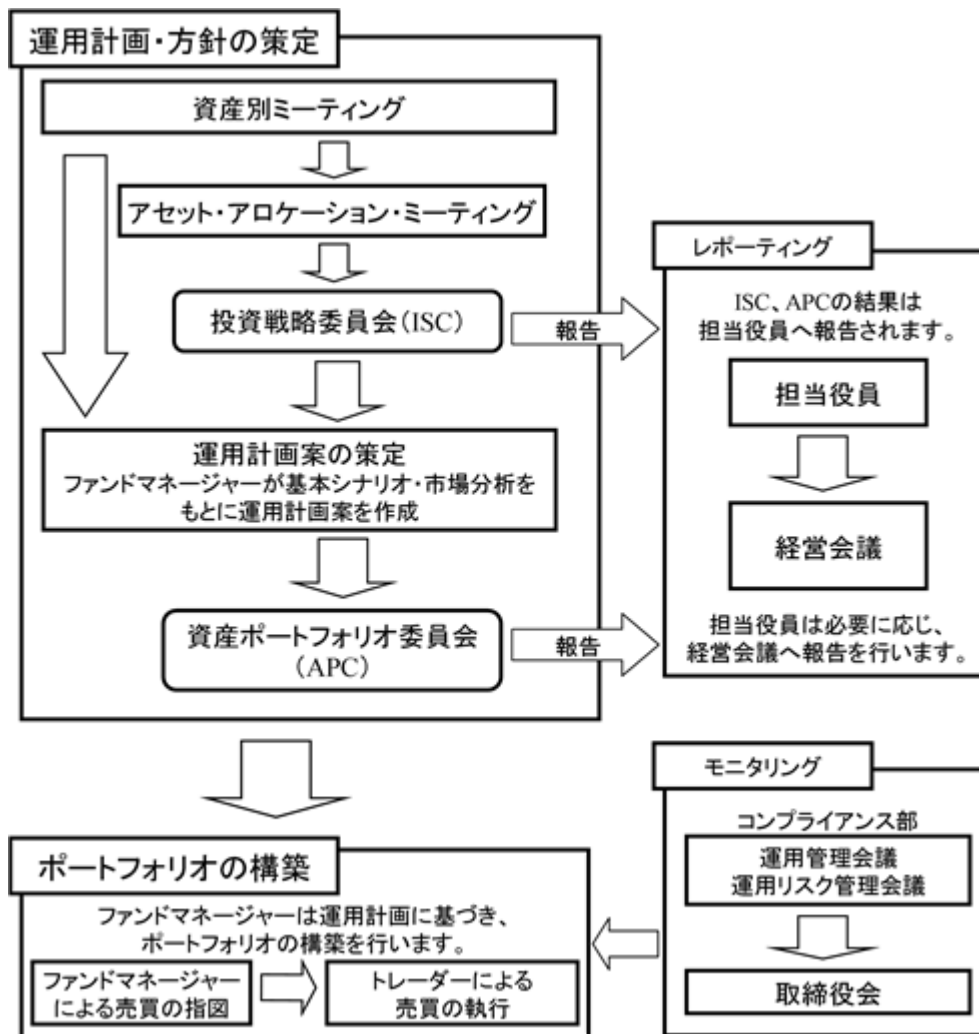 運用計画・方針の策定
資産別ミーティング
アセット・アロケーション・ミーティング
投資戦略委員会(ISC)
報告
運用計画案の策定
ファンドマネージャーが基本シナリオ・市場分析を
もとに運用計画案を作成
資産ポートフォリオ委員会
(APC)
報告
レポーティング
ISC、APCの結果は
担当役員へ報告されます。
担当役員
経営会議
担当役員は必要に応じ、
経営会議へ報告を行います。
ポートフォリオの構築
ファンドマネージャーは運用計画に基づき、
ポートフォリオの構築を行います。
ファンドマネージャー
による売買の指図
トレーダーによる
売買の執行
モニタリング
コンプライアンス部
運用管理会議
運用リスク管理会議
取締役会